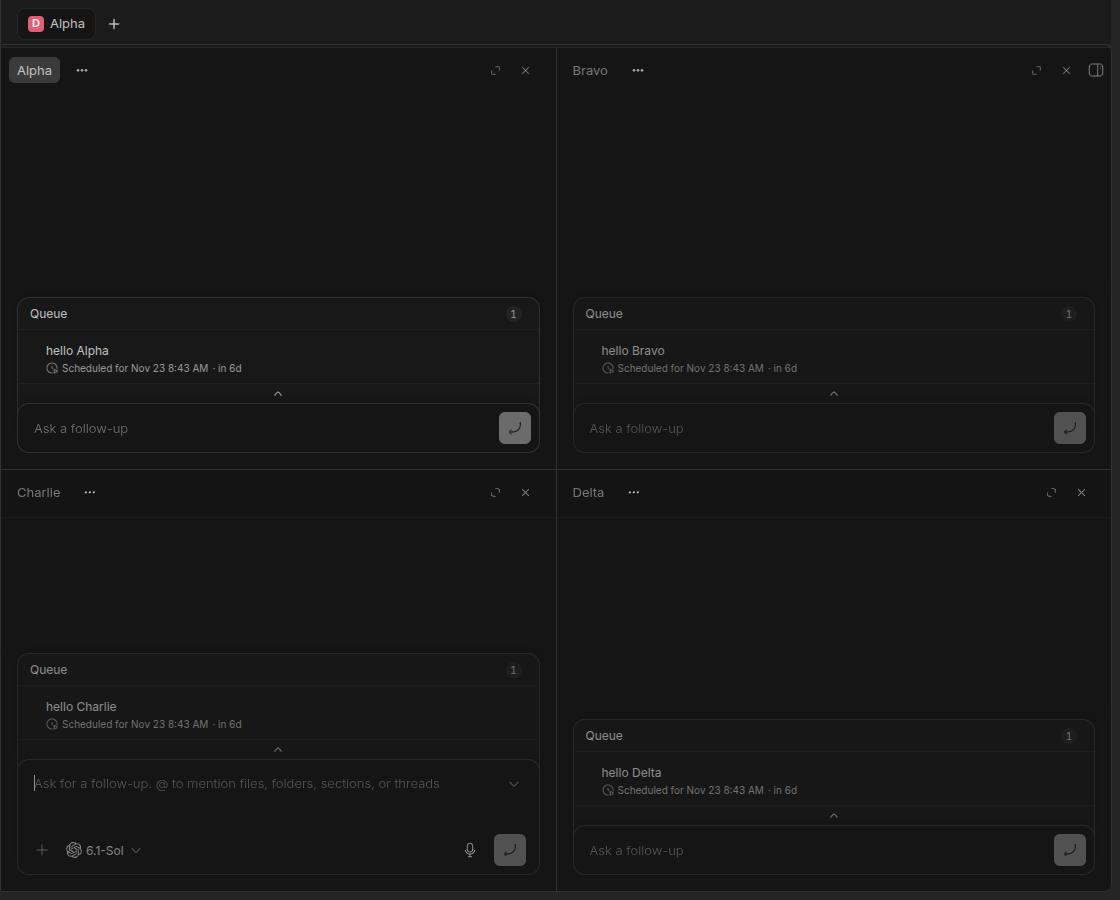 D Alpha
Alpha
Bravo
Queue 1
hello Alpha
Scheduled for Nov 23 8:43 AM · in 6d
Ask a follow-up
Queue 1
hello Bravo
Scheduled for Nov 23 8:43 AM · in 6d
Ask a follow-up
Charlie
Delta
Queue 1
hello Charlie
Scheduled for Nov 23 8:43 AM · in 6d
Ask for a follow-up. @ to mention files, folders, sections, or threads
6.1-Sol
Queue 1
hello Delta
Scheduled for Nov 23 8:43 AM · in 6d
Ask a follow-up